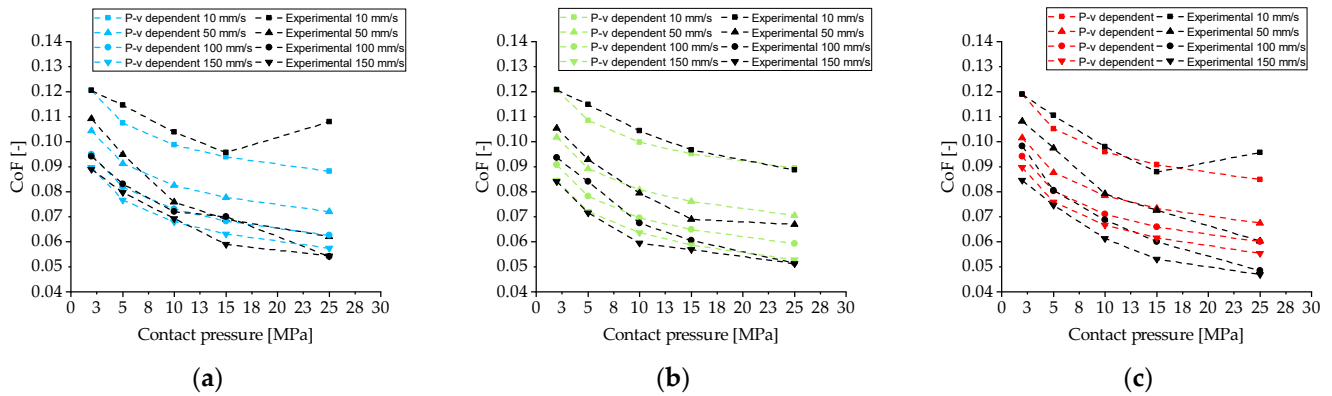 P-v dependent 10 mm/s Experimental 10 mm/s
P-v dependent 50 mm/s Experimental 50 mm/s
P-v dependent 100 mm/s Experimental 100 mm/s
P-v dependent 150 mm/s Experimental 150 mm/s
0.14
0.13
0.12
0.11
0.10
0.09
0.08
0.07
0.06
0.05
0.04
CoF [-]
3 5 8 10 13 15 18 20 23 25 28 30
Contact pressure [MPa]
(a)
P-v dependent 10 mm/s Experimental 10 mm/s
P-v dependent 50 mm/s Experimental 50 mm/s
P-v dependent 100 mm/s Experimental 100 mm/s
P-v dependent 150 mm/s Experimental 150 mm/s
0.14
0.13
0.12
0.11
0.10
0.09
0.08
0.07
0.06
0.05
0.04
CoF [-]
3 5 8 10 13 15 18 20 23 25 28 30
Contact pressure [MPa]
(b)
P-v dependent Experimental 10 mm/s
P-v dependent Experimental 50 mm/s
P-v dependent Experimental 100 mm/s
P-v dependent Experimental 150 mm/s
0.14
0.13
0.12
0.11
0.10
0.09
0.08
0.07
0.06
0.05
0.04
CoF [-]
3 5 8 10 13 15 18 20 23 25 28 30
Contact pressure [MPa]
(c)